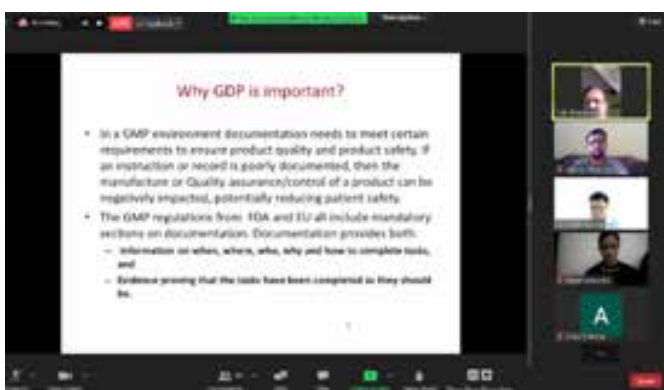 Why GDP is important?
• In a GMP environment documentation needs to meet certain
requirements to ensure product quality and product safety. If
an instruction or record is poorly documented, then the
manufacture or Quality assurance/control of a product can be
negatively impacted, potentially reducing patient safety.
• The GMP regulations from FDA and EU all include mandatory
sections on documentation. Documentation provides both:
– Information on when, where, who, why and how to complete tasks,
and
– Evidence proving that the tasks have been completed as they should
be.
A